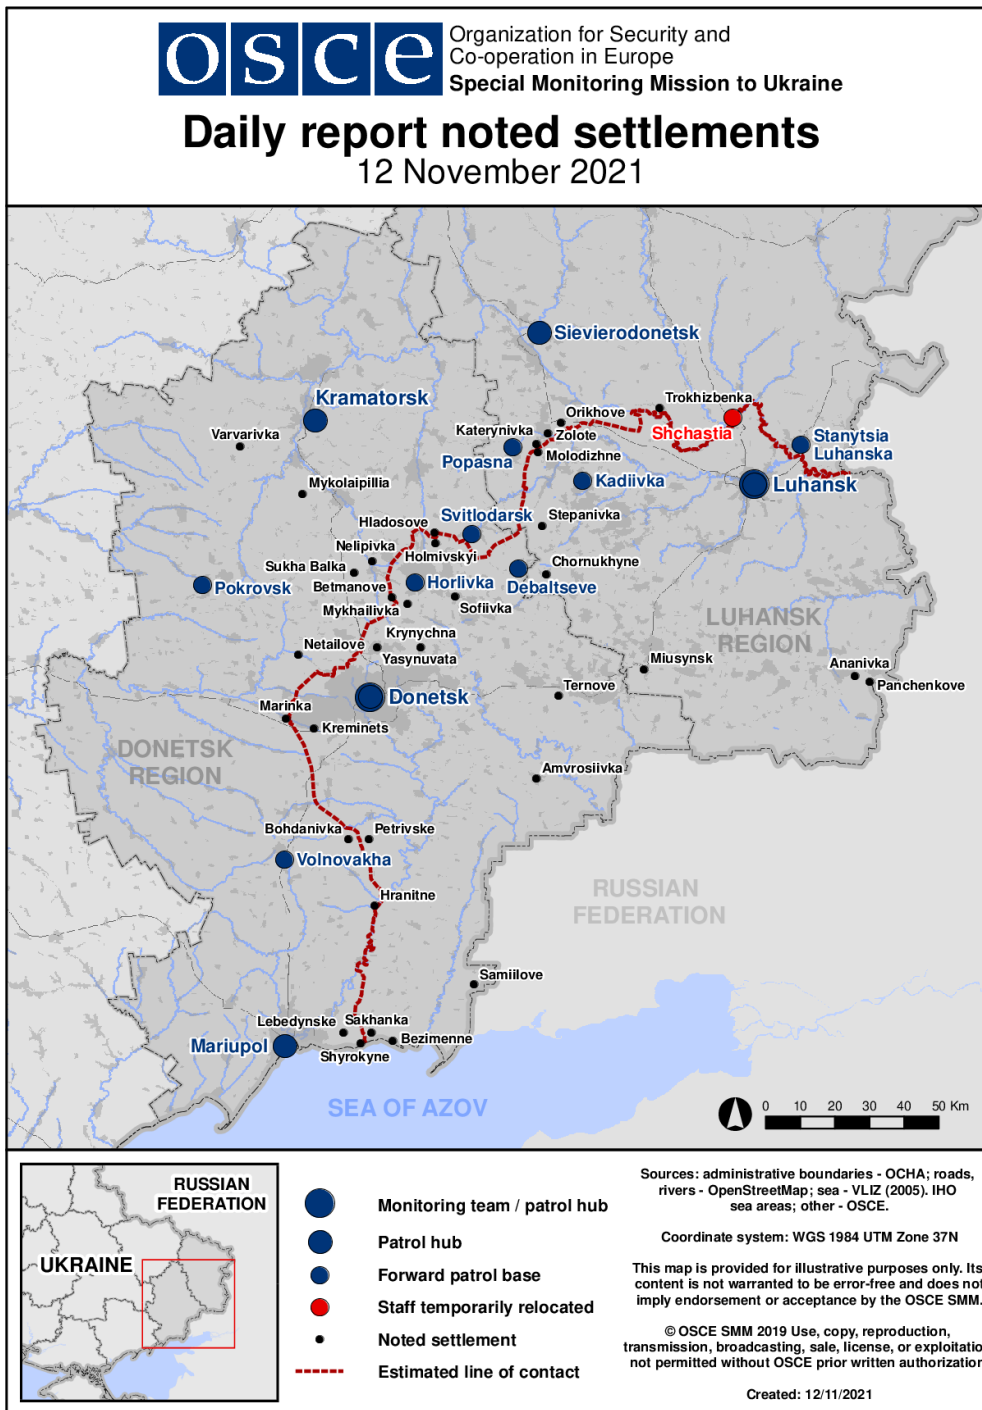 osce
Organization for Security and
Co-operation in Europe
Special Monitoring Mission to Ukraine
Daily report noted settlements
12 November 2021
Sievierodonetsk
Kramatorsk
Trokhizbenka
Orikhove
Katerynivka
Zolote
Shchastia
Varvarivka
Stanytsia
Luhanska
Popasna
Molodizhne
Kadiivka
Luhansk
Mykolaipillia
Svitlodarsk
Stepanivka
Hladosove
Nelipivka
Holmivskyi
Sukha Balka
Chornukhyne
Betmanove
Horlivka
Debaltseve
Pokrovsk
Mykhailivka
Sofiivka
LUHANSK
REGION
Krynychna
Netailove
Yasynuvata
Miusynsk
Ananivka
Panchenkove
Donetsk
Ternove
Marinka
Kreminets
DONETSK
REGION
Amvrosiivka
Bohdanivka
Petrivske
Volnovakha
Hranitne
RUSSIAN
FEDERATION
Samiilove
Lebedynske
Sakhanka
Bezimenne
Mariupol
Shyrokyne
SEA OF AZOV
0 10 20 30 40 50 Km
RUSSIAN
FEDERATION
UKRAINE
Monitoring team / patrol hub
Patrol hub
Forward patrol base
Staff temporarily relocated
Noted settlement
Estimated line of contact
Sources: administrative boundaries - OCHA; roads,
rivers - OpenStreetMap; sea - VLIZ (2005). IHO
sea areas; other - OSCE.
Coordinate system: WGS 1984 UTM Zone 37N
This map is provided for illustrative purposes only. Its
content is not warranted to be error-free and does not
imply endorsement or acceptance by the OSCE SMM.
© OSCE SMM 2019 Use, copy, reproduction,
transmission, broadcasting, sale, license, or exploitatio
not permitted without OSCE prior written authorization
Created: 12/11/2021